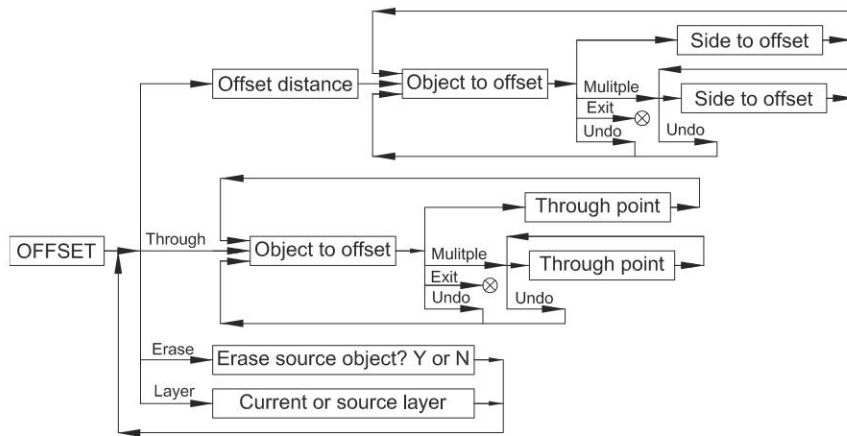 Side to offset
Offset distance
Object to offset
Mulitple
Side to offset
Exit
Undo
Undo
Through point
OFFSET
Through
Object to offset
Mulitple
Through point
Exit
Undo
Undo
Erase
Erase source object? Y or N
Layer
Current or source layer